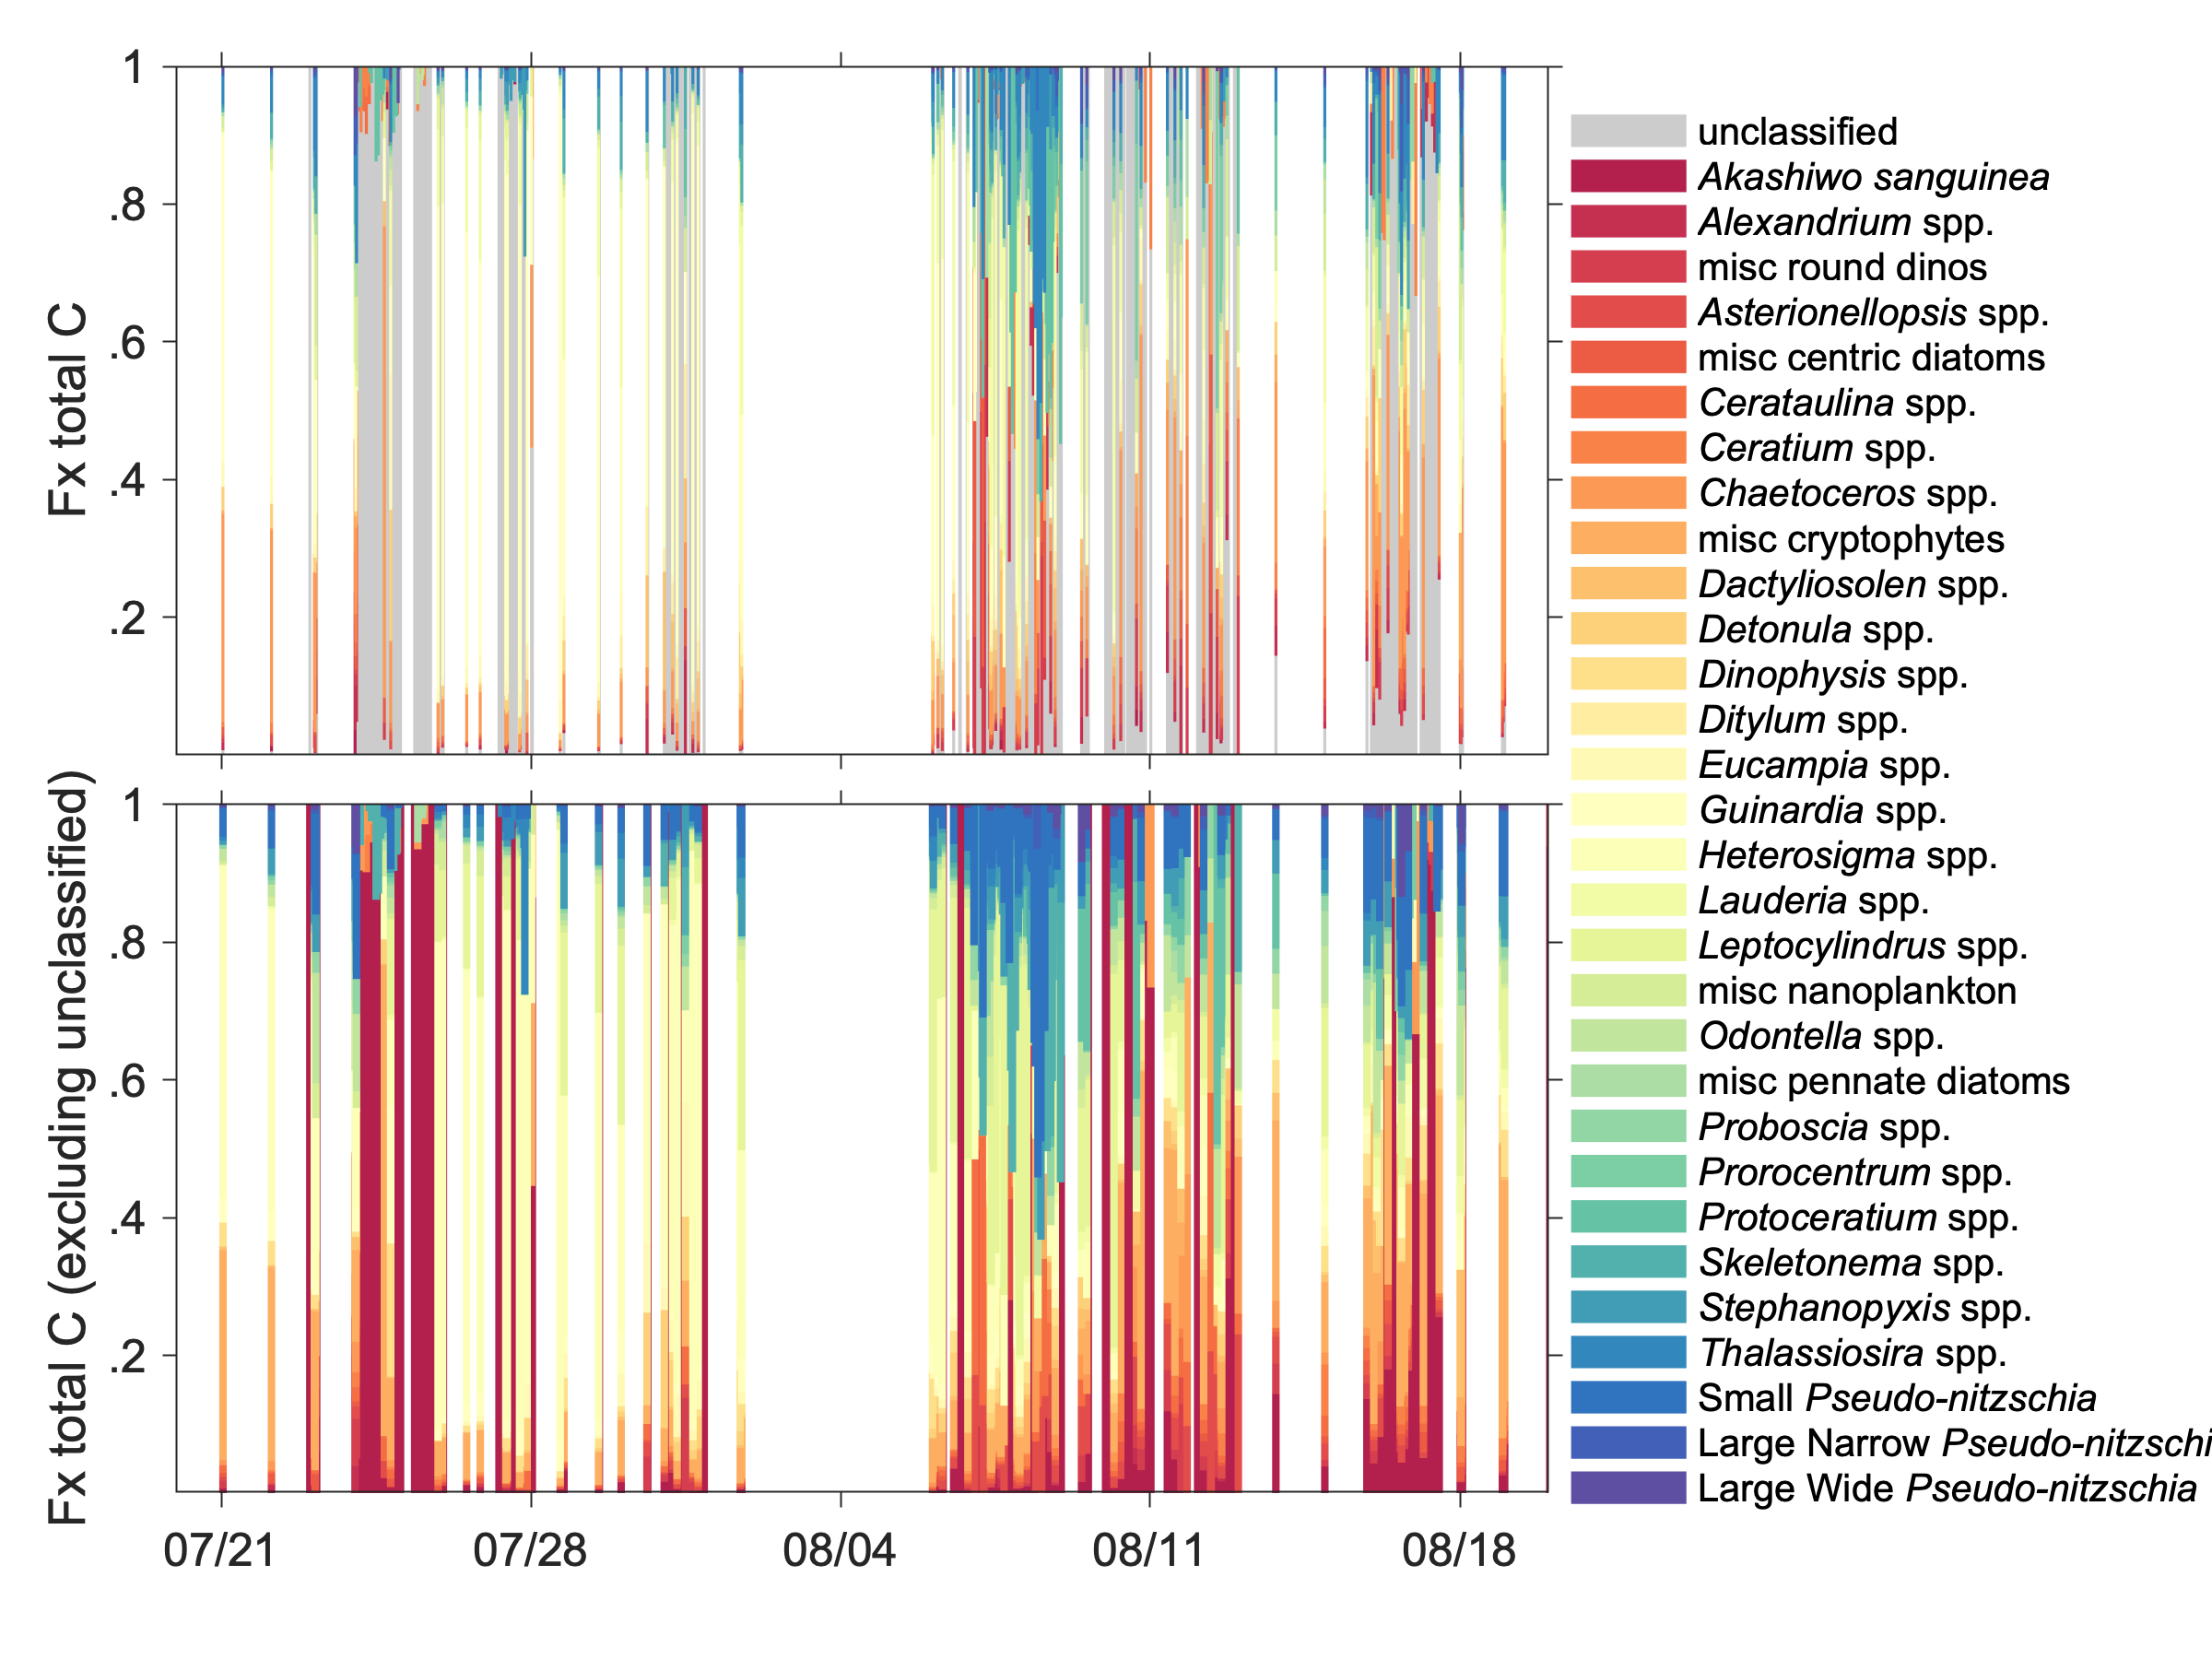 Fx total C
1
.8
.6
.4
.2
Fx total C (excluding unclassified)
1
.8
.6
.4
.2
07/21
07/28
08/04
08/11
08/18
unclassified
Akashiwo sanguinea
Alexandrium spp.
misc round dinos
Asterionellopsis spp.
misc centric diatoms
Cerataulina spp.
Ceratium spp.
Chaetoceros spp.
misc cryptophytes
Dactyliosolen spp.
Detonula spp.
Dinophysis spp.
Ditylum spp.
Eucampia spp.
Guinardia spp.
Heterosigma spp.
Lauderia spp.
Leptocylindrus spp.
misc nanoplankton
Odontella spp.
misc pennate diatoms
Proboscia spp.
Prorocentrum spp.
Protoceratium spp.
Skeletonema spp.
Stephanopyxis spp.
Thalassiosira spp.
Small Pseudo-nitzschia
Large Narrow Pseudo-nitzschi
Large Wide Pseudo-nitzschia